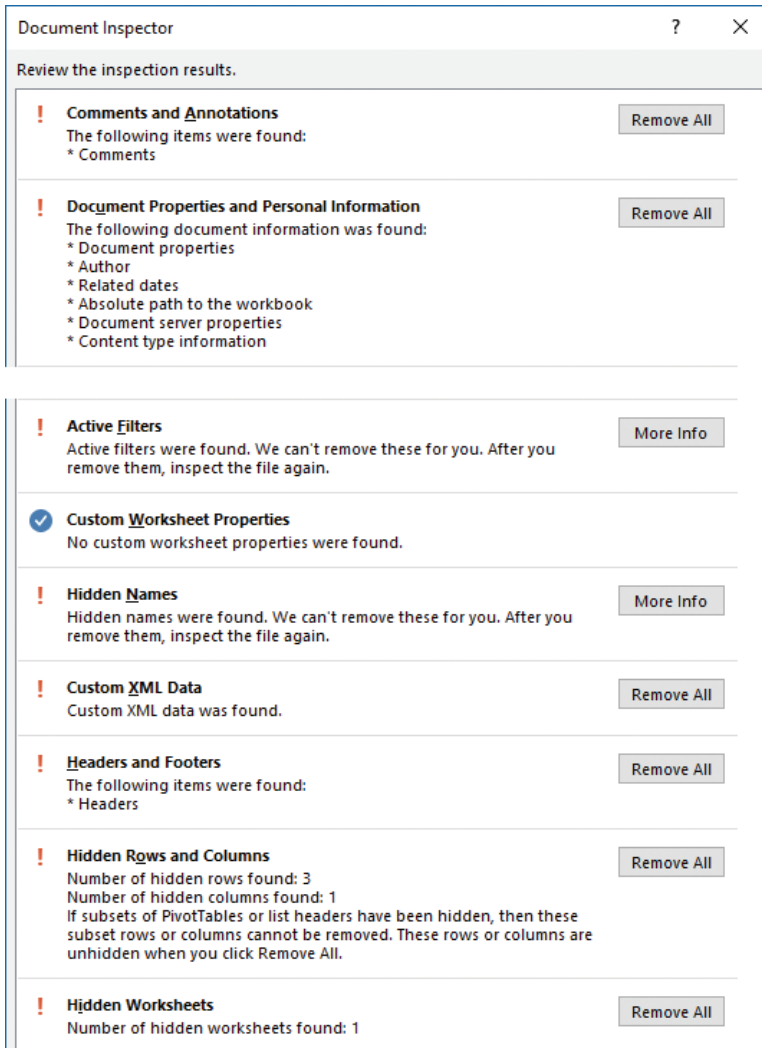 Document Inspector ? ×
Review the inspection results.
! Comments and Annotations Remove All
The following items were found:
* Comments
! Document Properties and Personal Information Remove All
The following document information was found:
* Document properties
* Author
* Related dates
* Absolute path to the workbook
* Document server properties
* Content type information
! Active Filters More Info
Active filters were found. We can't remove these for you. After you
remove them, inspect the file again.
Custom Worksheet Properties
No custom worksheet properties were found.
! Hidden Names More Info
Hidden names were found. We can't remove these for you. After you
remove them, inspect the file again.
! Custom XML Data Remove All
Custom XML data was found.
! Headers and Footers Remove All
The following items were found:
* Headers
! Hidden Rows and Columns Remove All
Number of hidden rows found: 3
Number of hidden columns found: 1
If subsets of PivotTables or list headers have been hidden, then these
subset rows or columns cannot be removed. These rows or columns are
unhidden when you click Remove All.
! Hidden Worksheets Remove All
Number of hidden worksheets found: 1